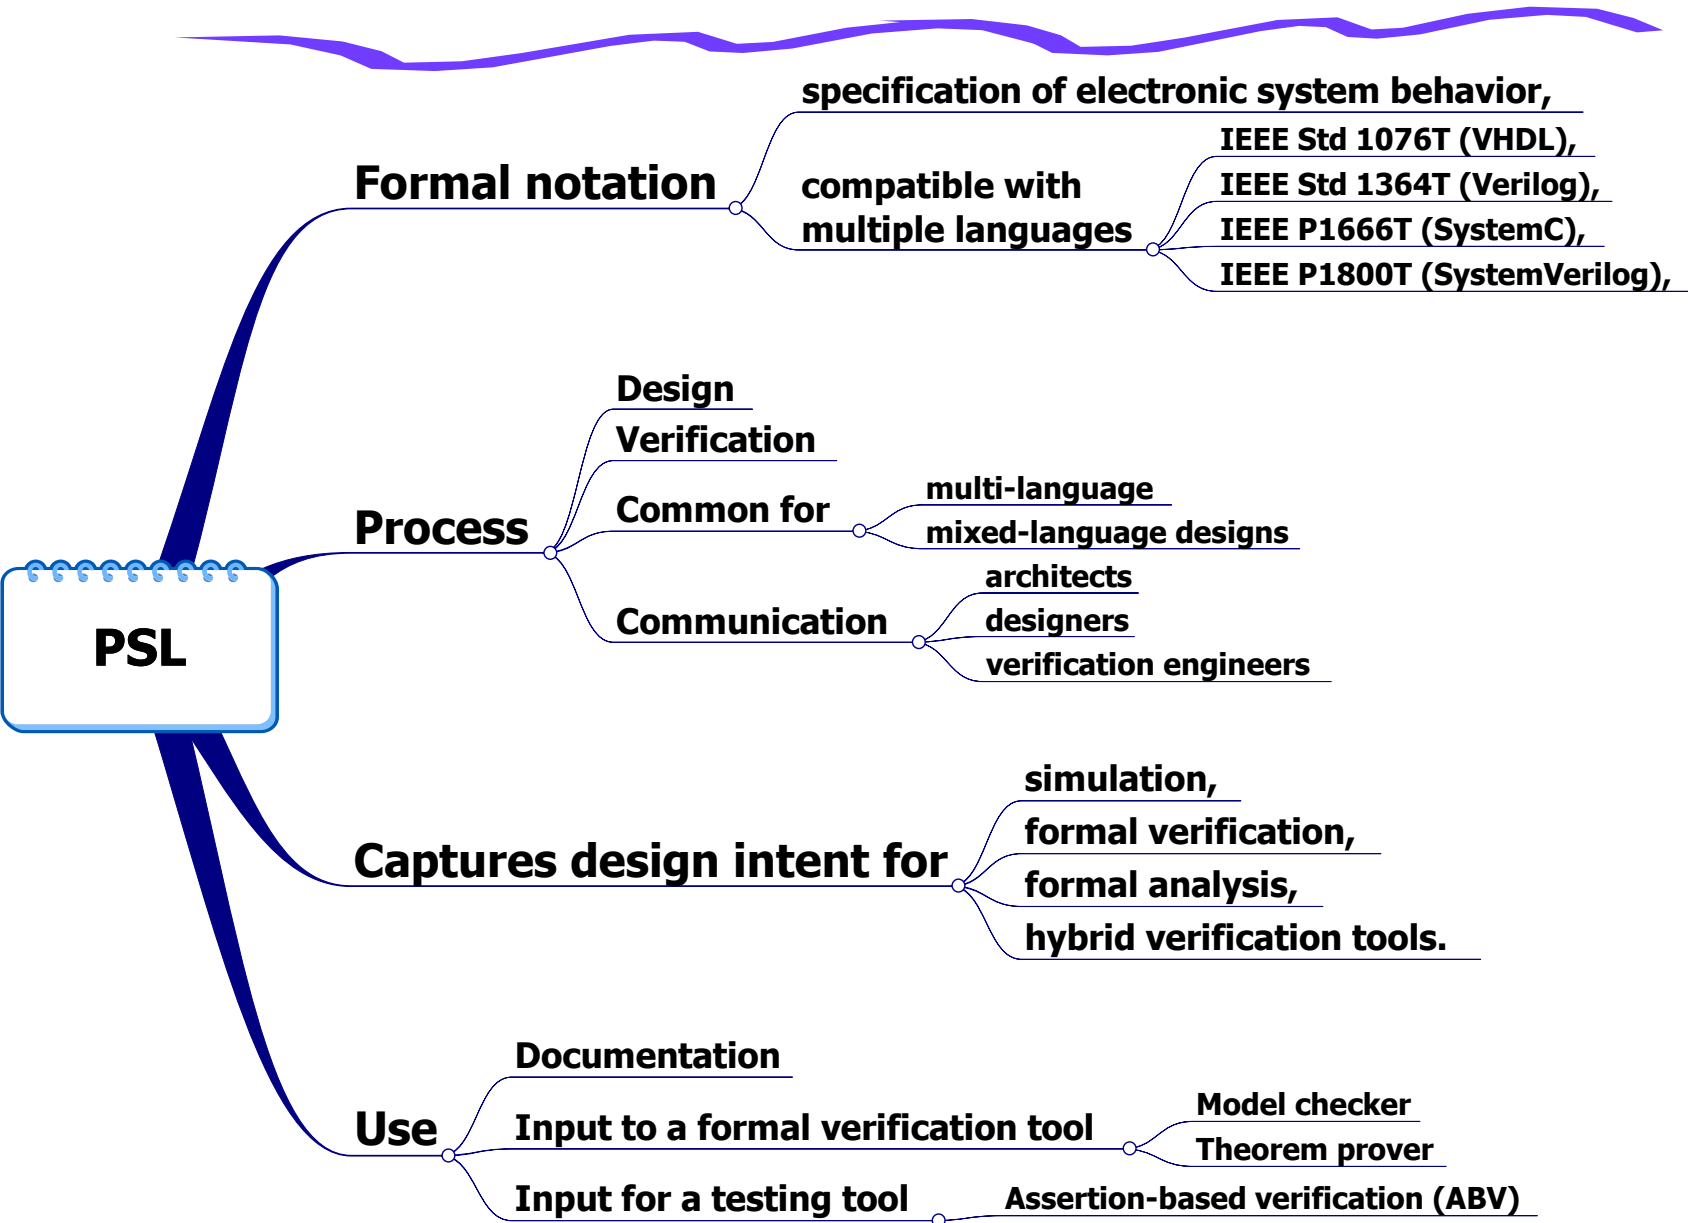 specification of electronic system behavior,
IEEE Std 1076T (VHDL),
Formal notation
compatible with
multiple languages
IEEE Std 1364T (Verilog),
IEEE P1666T (SystemC),
IEEE P1800T (SystemVerilog),
Design
Verification
Process
Common for
multi-language
mixed-language designs
Communication
architects
designers
verification engineers
PSL
Captures design intent for
simulation,
formal verification,
formal analysis,
hybrid verification tools.
Use
Documentation
Input to a formal verification tool
Model checker
Theorem prover
Input for a testing tool
Assertion-based verification (ABV)